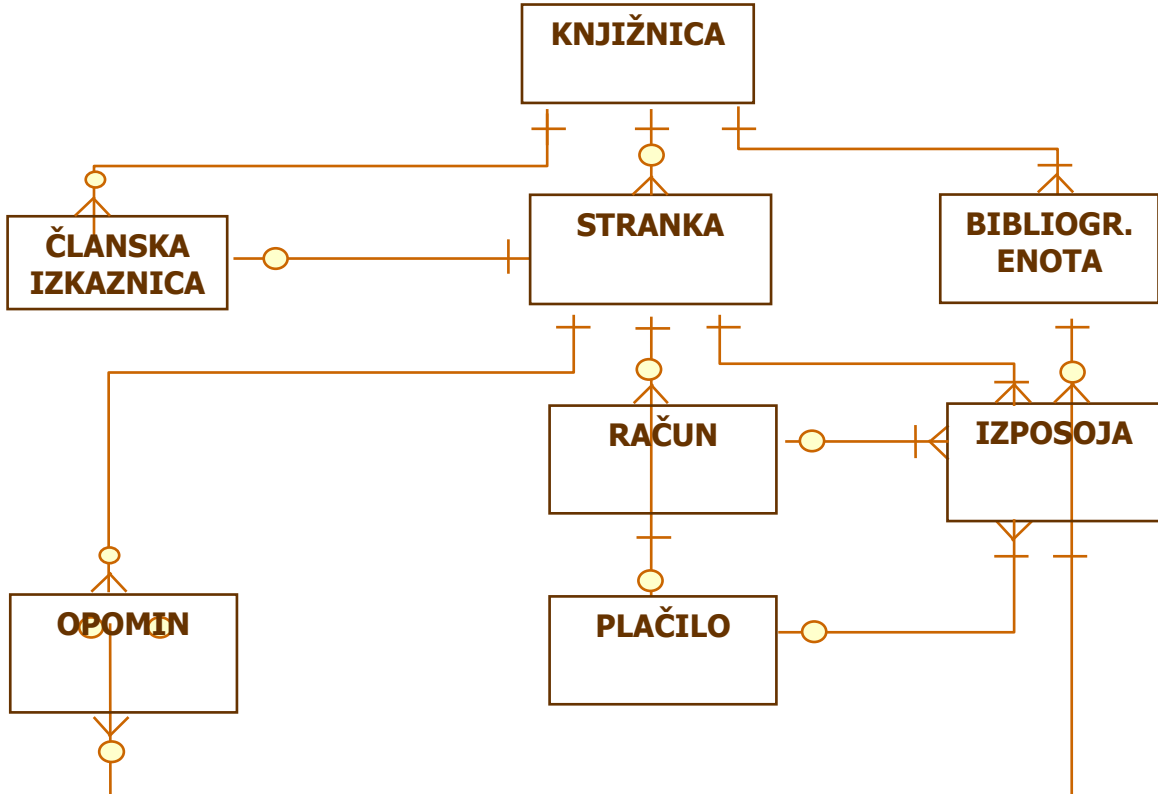 KNJIŽNICA
STRANKA
BIBLIOGR.
ENOTA
ČLANSKA
IZKAZNICA
RAČUN
IZPOSOJA
OPOMIN
PLAČILO